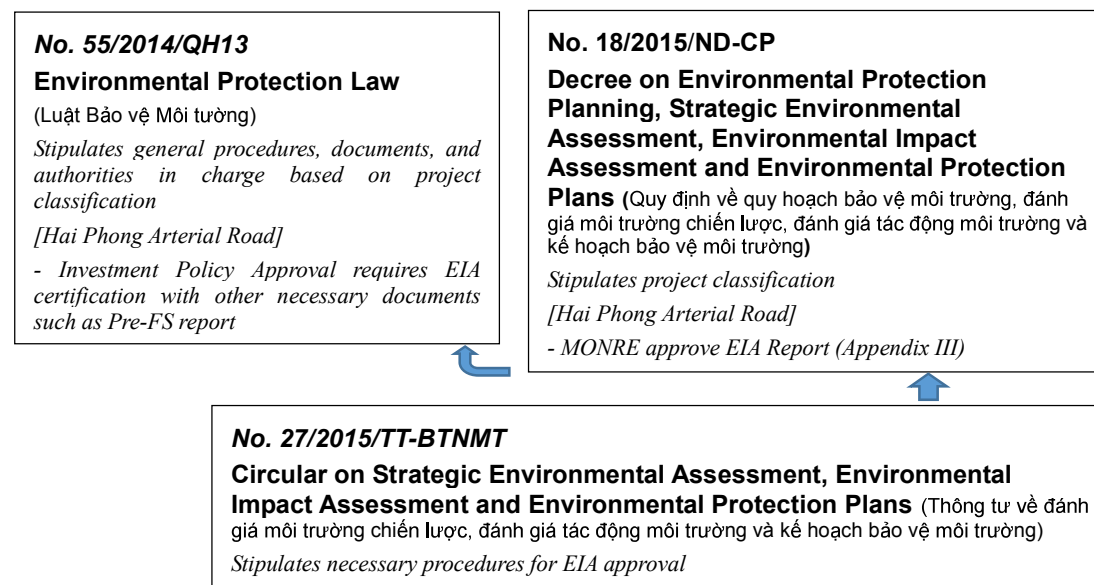 No. 55/2014/QH13
Environmental Protection Law
(Luật Bảo vệ Môi tường)
Stipulates general procedures, documents, and
authorities in charge based on project
classification
[Hai Phong Arterial Road]
- Investment Policy Approval requires EIA
certification with other necessary documents
such as Pre-FS report
No. 18/2015/ND-CP
Decree on Environmental Protection
Planning, Strategic Environmental
Assessment, Environmental Impact
Assessment and Environmental Protection
Plans (Quy định về quy hoạch bảo vệ môi trường, đánh
giá môi trường chiến lược, đánh giá tác động môi trường và
kế hoạch bảo vệ môi trường)
Stipulates project classification
[Hai Phong Arterial Road]
- MONRE approve EIA Report (Appendix III)
No. 27/2015/TT-BTNMT
Circular on Strategic Environmental Assessment, Environmental
Impact Assessment and Environmental Protection Plans (Thông tư về đánh
giá môi trường chiến lược, đánh giá tác động môi trường và kế hoạch bảo vệ môi trường)
Stipulates necessary procedures for EIA approval